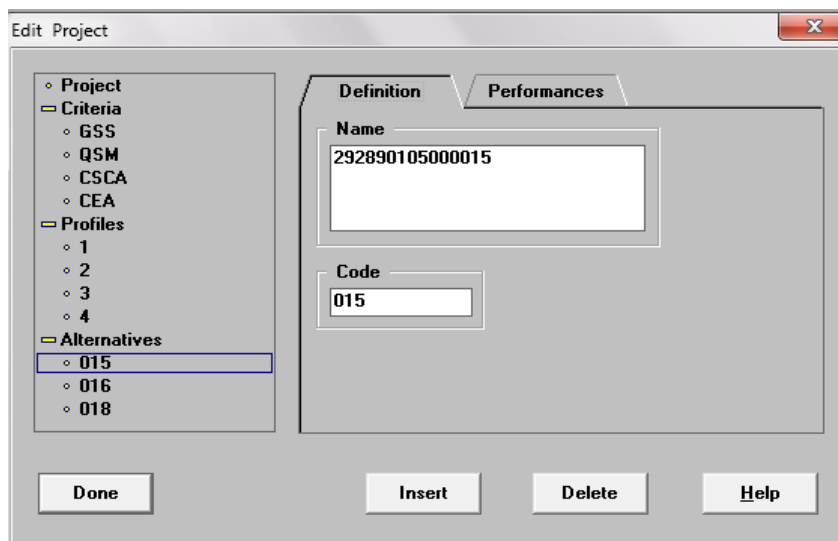 Edit Project
Project
Criteria
GSS
QSM
CSCA
CEA
Profiles
1
2
3
4
Alternatives
015
016
018
Definition
Performances
Name
292890105000015
Code
015
Done
Insert
Delete
Help